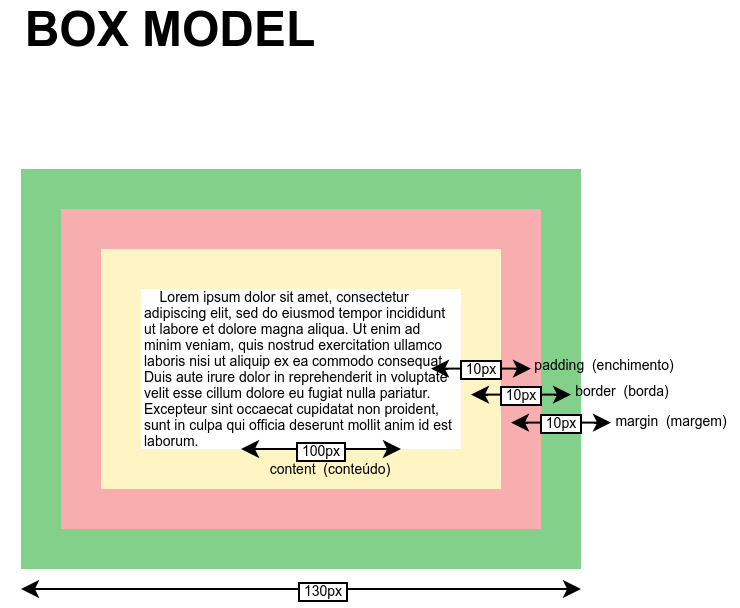 BOX MODEL
Lorem ipsum dolor sit amet, consectetur
adipiscing elit, sed do eiusmod tempor incididunt
ut labore et dolore magna aliqua. Ut enim ad
minim veniam, quis nostrud exercitation ullamco
laboris nisi ut aliquip ex ea commodo consequat.
Duis aute irure dolor in reprehenderit in voluptate
velit esse cillum dolore eu fugiat nulla pariatur.
Excepteur sint occaecat cupidatat non proident,
sunt in culpa qui officia deserunt mollit anim id est
laborum.
10px padding (enchimento)
10px border (borda)
10px margin (margem)
100px
content (conteúdo)
130px